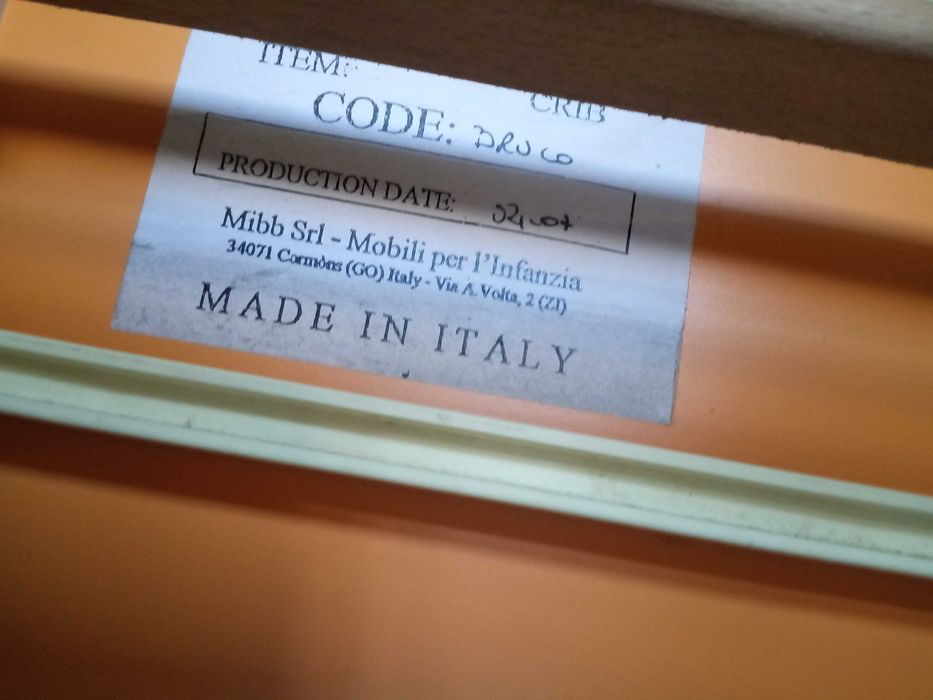 ITEM:
CRIB
CODE: DRUCO
PRODUCTION DATE:
Mibb Srl - Mobili per l'Infanzia
34071 Cormòns (GO) Italy - Via A. Volta, 2 (ZI)
MADE IN ITALY